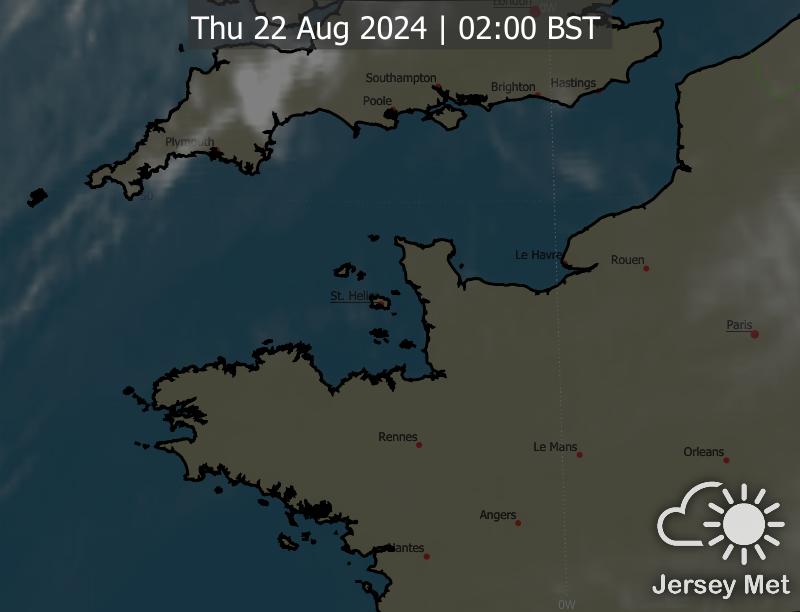 London
0W
Thu 22 Aug 2024 | 02:00 BST
Southampton
Brighton
Hastings
Poole
Plymouth
50
Le Havre
Rouen
St. Helier
Paris
Rennes
Le Mans
Orleans
Angers
Nantes
Jersey Met
0W